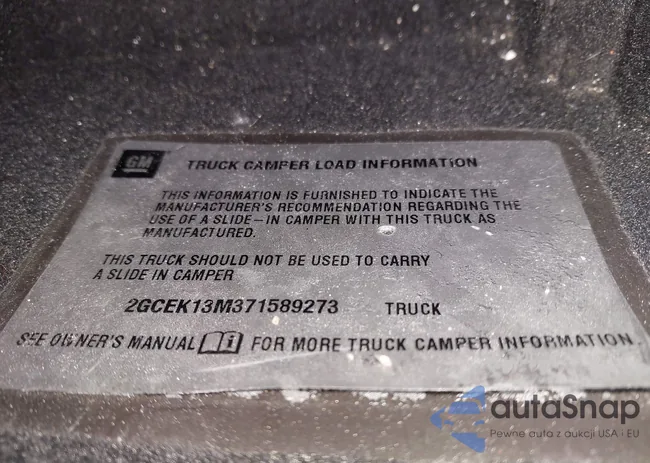 GM TRUCK CAMPER LOAD INFORMATION
THIS INFORMATION IS FURNISHED TO INDICATE THE
MANUFACTURER'S RECOMMENDATION REGARDING THE
USE OF A SLIDE-IN CAMPER WITH THIS TRUCK AS
MANUFACTURED.
THIS TRUCK SHOULD NOT BE USED TO CARRY
A SLIDE IN CAMPER
2GCEK13M371589273 TRUCK
SEE OWNER'S MANUAL FOR MORE TRUCK CAMPER INFORMATION.
autaSnap
Pewne auta z aukcji USA · EU